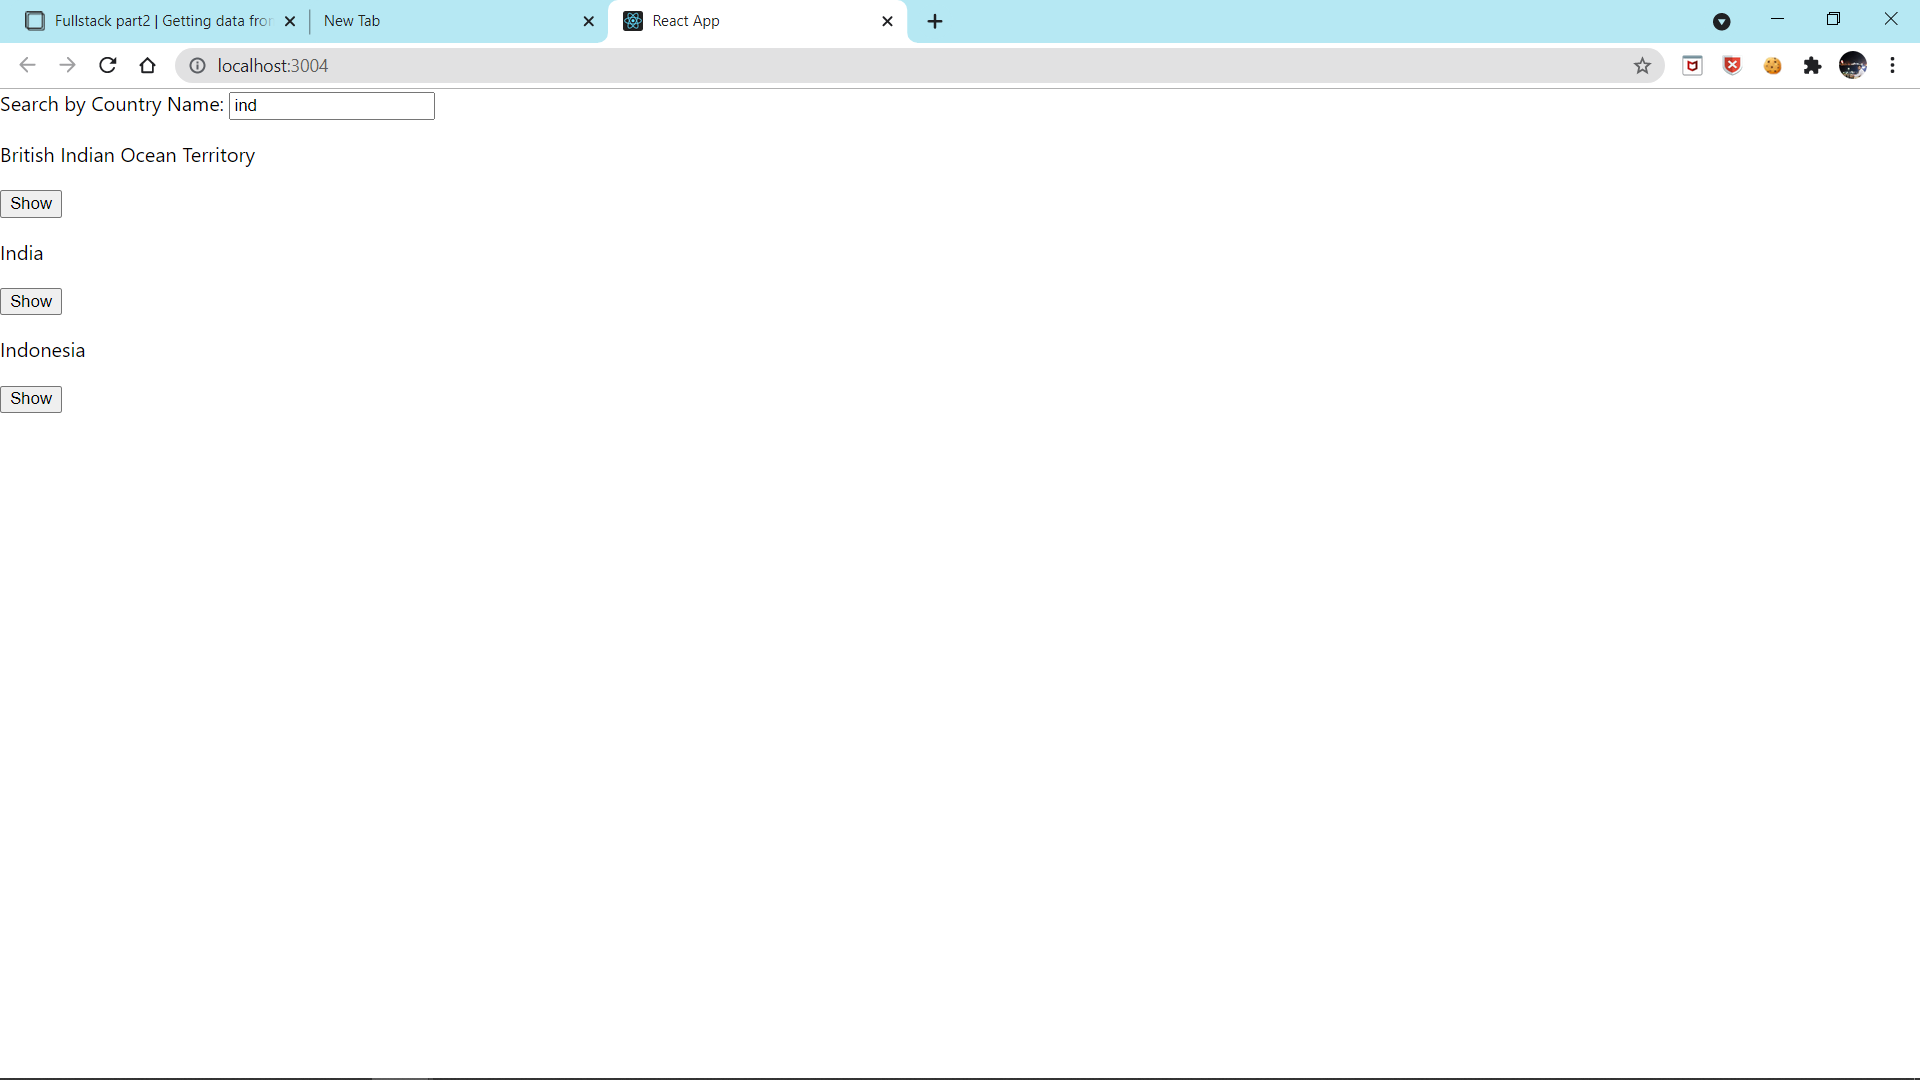 Fullstack part2 | Getting data from
New Tab
React App
localhost:3004
Search by Country Name: ind
British Indian Ocean Territory
Show
India
Show
Indonesia
Show